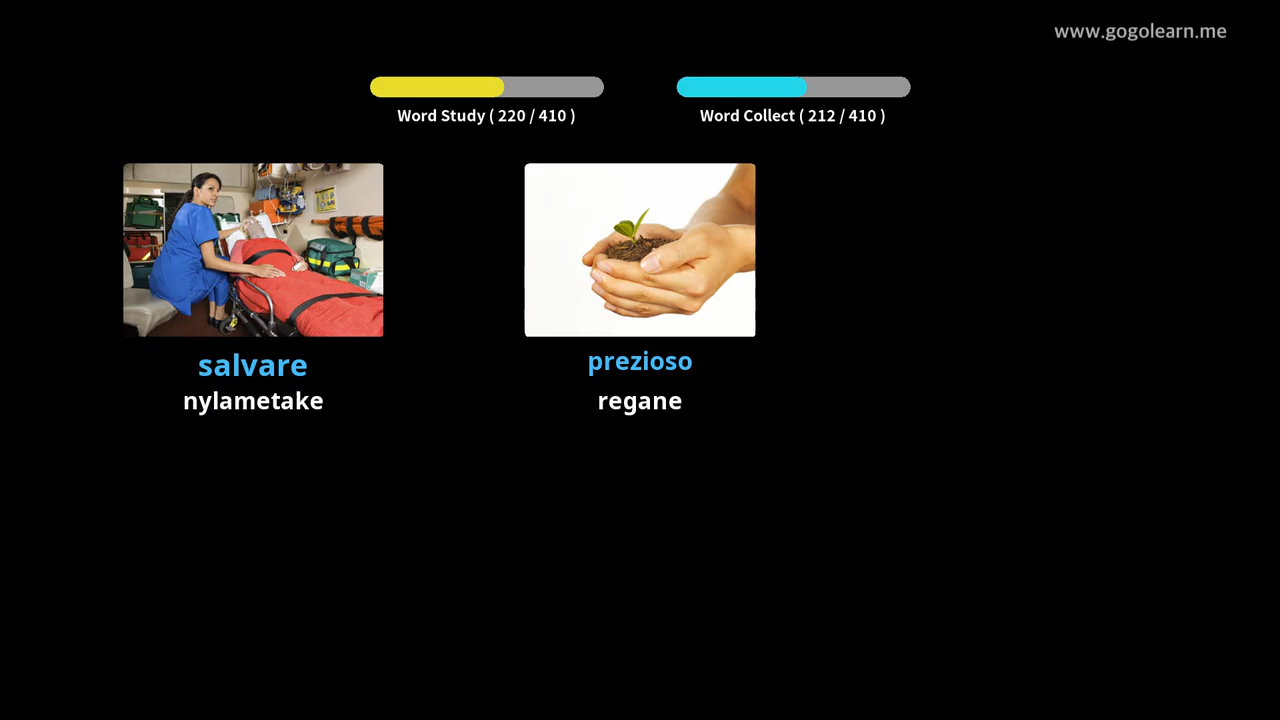 www.gogolearn.me
Word Study ( 220 / 410 )
Word Collect ( 212 / 410 )
salvare
nylametake
prezioso
regane